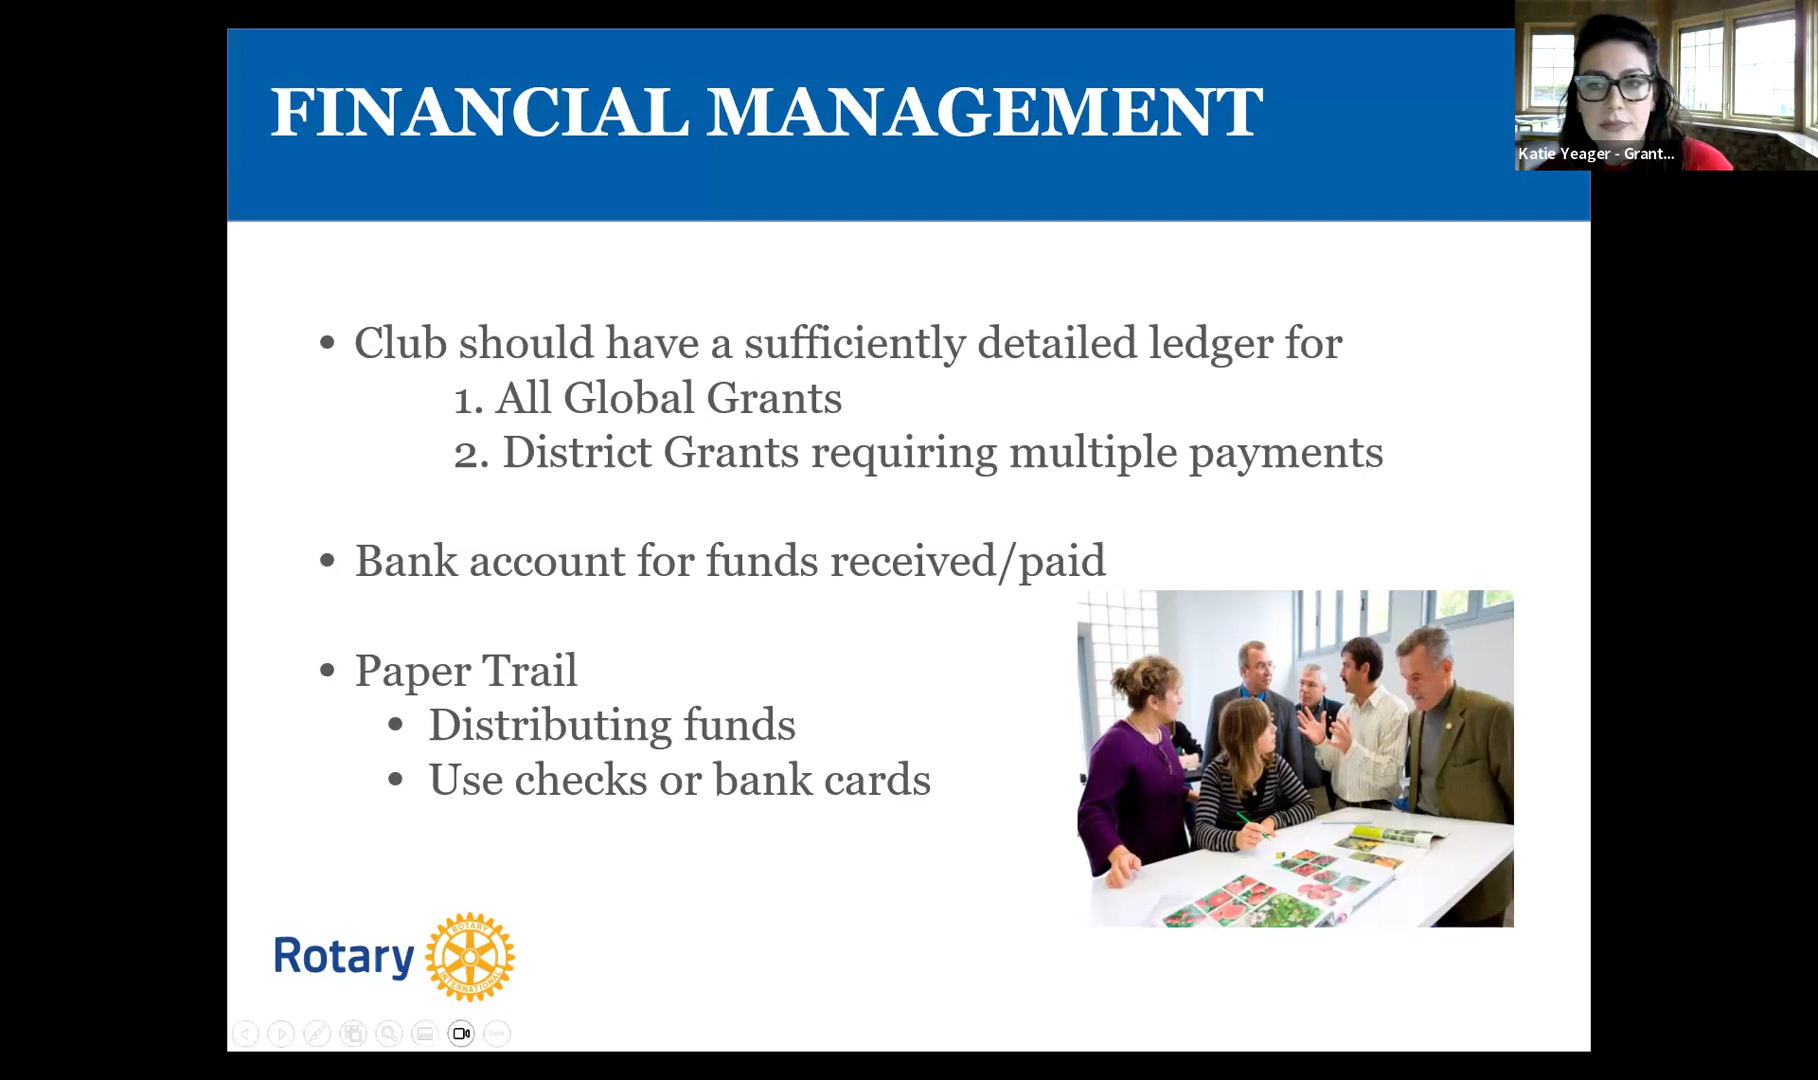 FINANCIAL MANAGEMENT
Katie Yeager - Grant...
• Club should have a sufficiently detailed ledger for
1. All Global Grants
2. District Grants requiring multiple payments
• Bank account for funds received/paid
• Paper Trail
• Distributing funds
• Use checks or bank cards
Rotary
ROTARY
INTERNATIONAL